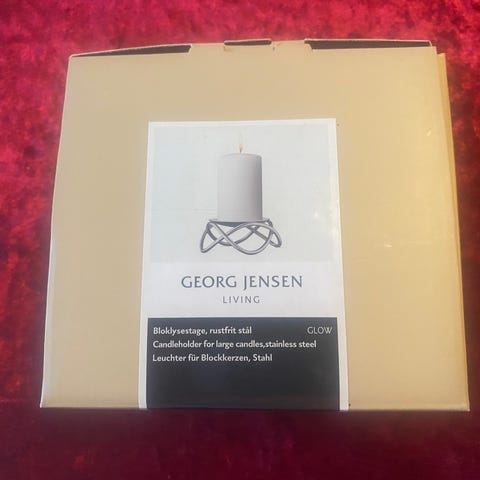 GEORG JENSEN
LIVING
Bloklysestage, rustfrit stål GLOW
Candleholder for large candles,stainless steel
Leuchter für Blockkerzen, Stahl